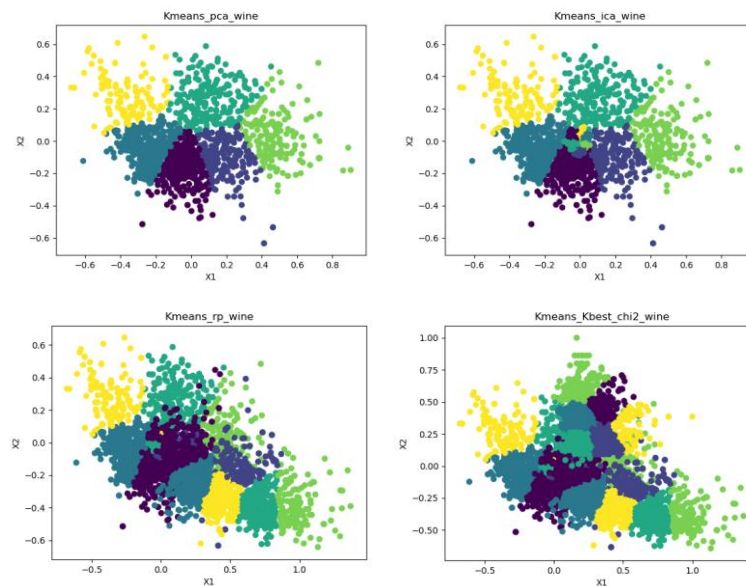 Kmeans_pca_wine
X2
0.6
0.4
0.2
0.0
−0.2
−0.4
−0.6
−0.6 −0.4 −0.2 0.0 0.2 0.4 0.6 0.8
X1
Kmeans_ica_wine
X2
0.6
0.4
0.2
0.0
−0.2
−0.4
−0.6
−0.6 −0.4 −0.2 0.0 0.2 0.4 0.6 0.8
X1
Kmeans_rp_wine
X2
0.6
0.4
0.2
0.0
−0.2
−0.4
−0.6
−0.5 0.0 0.5 1.0
X1
Kmeans_Kbest_chi2_wine
X2
1.00
0.75
0.50
0.25
0.00
−0.25
−0.50
−0.5 0.0 0.5 1.0
X1